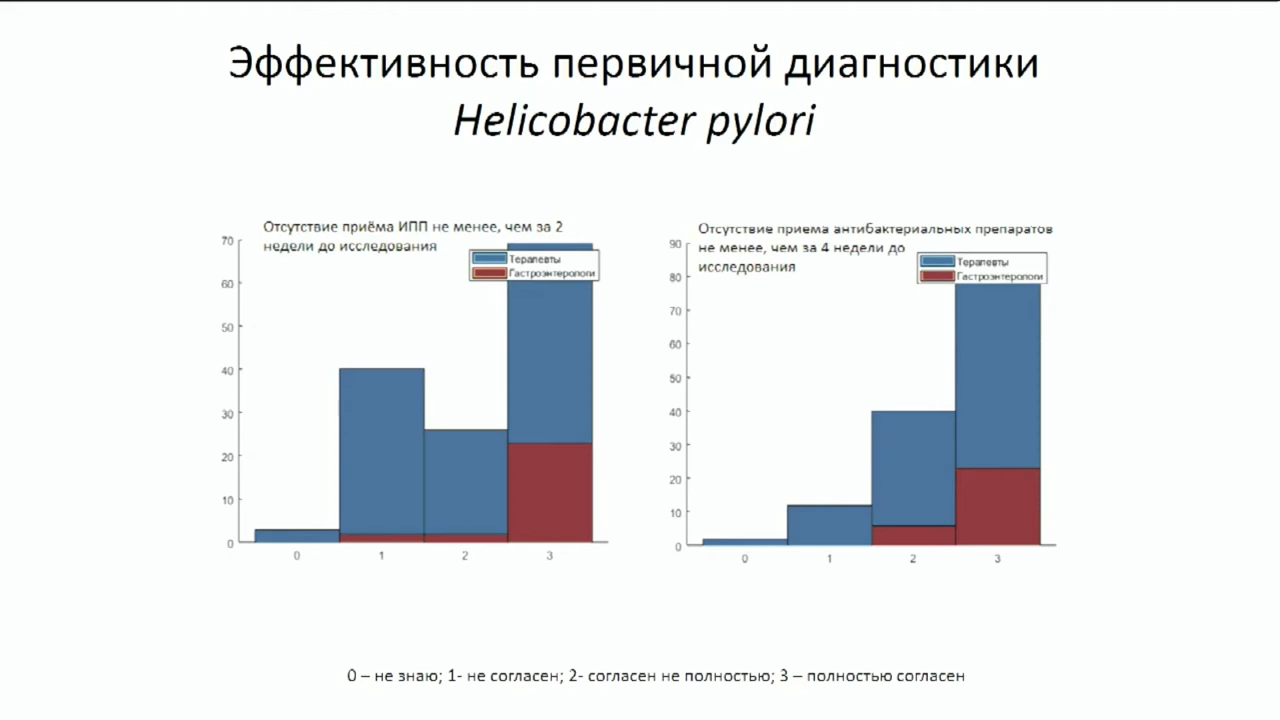 Эффективность первичной диагностики
Helicobacter pylori
Отсутствие приёма ИПП не менее, чем за 2
недели до исследования
Терапевты
Гастроэнтерологи
70
60
50
40
30
20
10
0
0 1 2 3
Отсутствие приема антибактериальных препаратов
не менее, чем за 4 недели до
исследования
Терапевты
Гастроэнтерологи
90
80
70
60
50
40
30
20
10
0
0 1 2 3
0 – не знаю; 1- не согласен; 2- согласен не полностью; 3 – полностью согласен